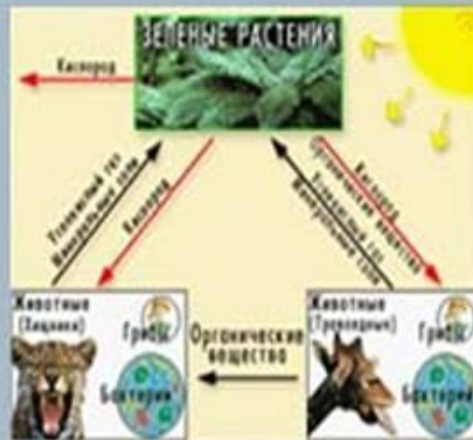 ЗЕЛЕНЫЕ РАСТЕНИЯ
Кислород
Углекислый газ
Минеральные соли
Кислород
Кислород
Органические вещества
Углекислый газ
Минеральные соли
Животные
(Хищники)
Грибы
Бактерии
Органические
вещества
Животные
(Травоядные)
Грибы
Бактерии